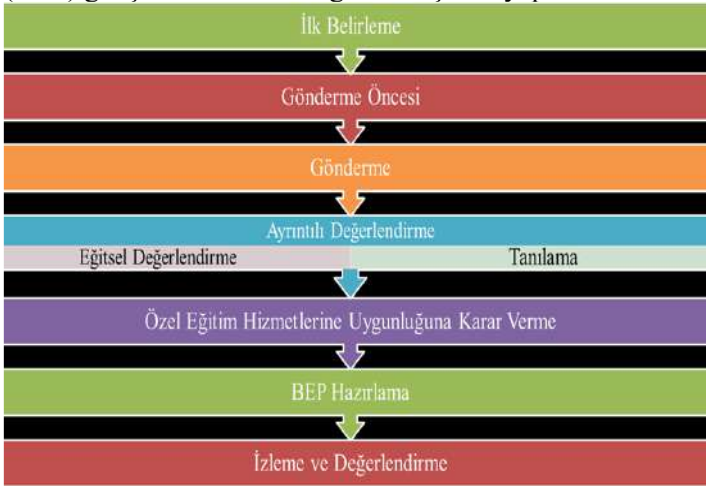 İlk Belirleme
Gönderme Öncesi
Gönderme
Ayrıntılı Değerlendirme
Eğitsel Değerlendirme Tanılama
Özel Eğitim Hizmetlerine Uygunluğuna Karar Verme
BEP Hazırlama
İzleme ve Değerlendirme